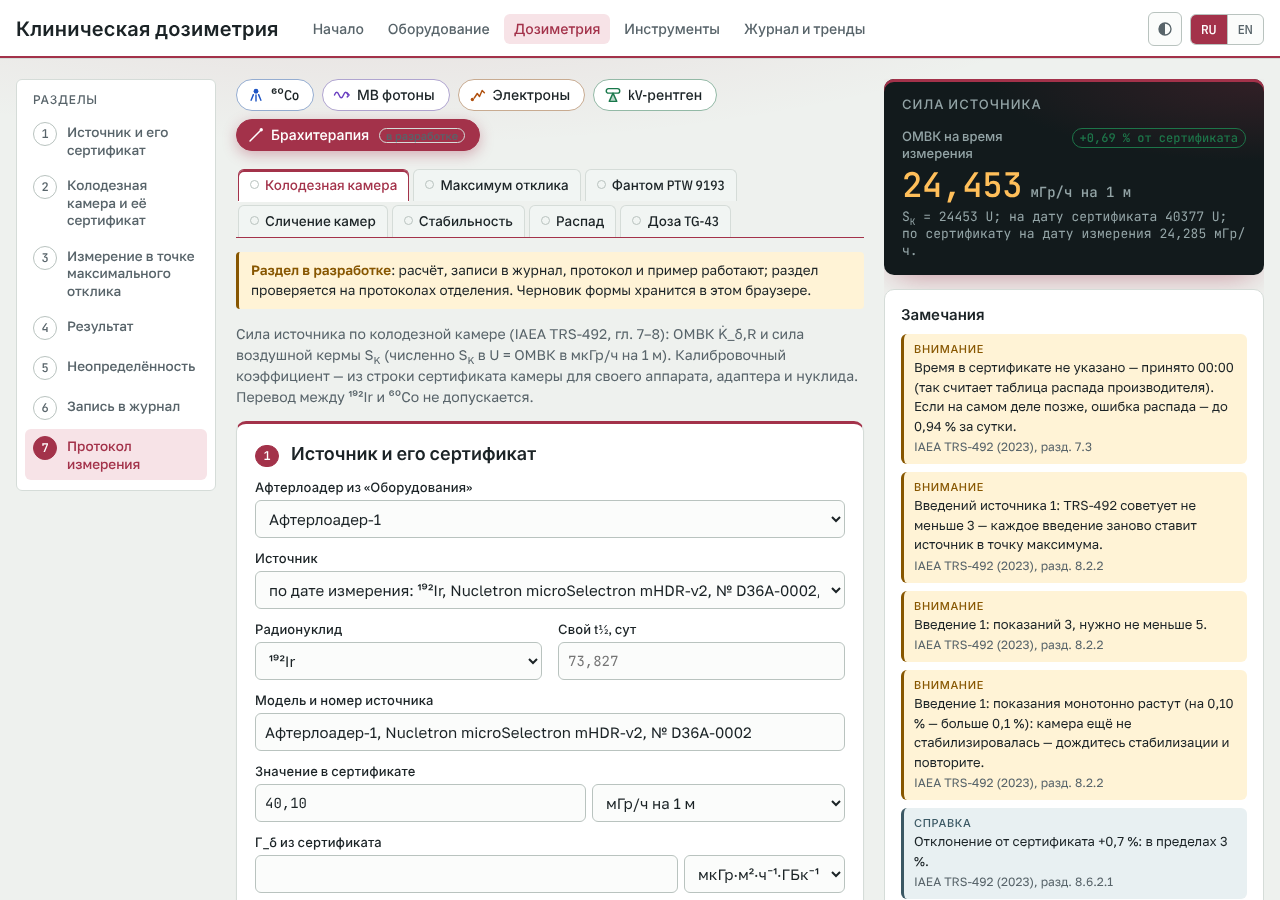 Клиническая дозиметрия
Начало
Оборудование
Дозиметрия
Инструменты
Журнал и тренды
RU
EN
РАЗДЕЛЫ
1 Источник и его
сертификат
2 Колодезная
камера и её
сертификат
3 Измерение в точке
максимального
отклика
4 Результат
5 Неопределённость
6 Запись в журнал
7 Протокол
измерения
⁶⁰Co
МВ фотоны
Электроны
kV-рентген
Брахитерапия
Колодезная камера
Максимум отклика
Фантом PTW 9193
Сличение камер
Стабильность
Распад
Доза TG-43
Раздел в разработке: расчёт, записи в журнал, протокол и пример работают; раздел
проверяется на протоколах отделения. Черновик формы хранится в этом браузере.
Сила источника по колодезной камере (IAEA TRS-492, гл. 7–8): ОМВК K̇_δ,R и сила
воздушной кермы S_K (численно S_K в U = ОМВК в мкГр/ч на 1 м). Калибровочный
коэффициент — из строки сертификата камеры для своего аппарата, адаптера и нуклида.
Перевод между ¹⁹²Ir и ⁶⁰Co не допускается.
1 Источник и его сертификат
Афтерлоадер из «Оборудования»
Афтерлоадер-1
Источник
по дате измерения: ¹⁹²Ir, Nucletron microSelectron mHDR-v2, № D36A-0002,
Радионуклид
Свой t½, сут
¹⁹²Ir
73,827
Модель и номер источника
Афтерлоадер-1, Nucletron microSelectron mHDR-v2, № D36A-0002
Значение в сертификате
40,10
мГр/ч на 1 м
Γ_δ из сертификата
мкГр·м²·ч⁻¹·ГБк⁻¹
СИЛА ИСТОЧНИКА
ОМВК на время
измерения
+0,69 % от сертификата
24,453 мГр/ч на 1 м
S_K = 24453 U; на дату сертификата 40377 U;
по сертификату на дату измерения 24,285 мГр/
ч.
Замечания
ВНИМАНИЕ
Время в сертификате не указано — принято 00:00
(так считает таблица распада производителя).
Если на самом деле позже, ошибка распада — до
0,94 % за сутки.
IAEA TRS-492 (2023), разд. 7.3
ВНИМАНИЕ
Введений источника 1: TRS-492 советует не
меньше 3 — каждое введение заново ставит
источник в точку максимума.
IAEA TRS-492 (2023), разд. 8.2.2
ВНИМАНИЕ
Введение 1: показаний 3, нужно не меньше 5.
IAEA TRS-492 (2023), разд. 8.2.2
ВНИМАНИЕ
Введение 1: показания монотонно растут (на 0,10
% — больше 0,1 %): камера ещё не
стабилизировалась — дождитесь стабилизации и
повторите.
IAEA TRS-492 (2023), разд. 8.2.2
СПРАВКА
Отклонение от сертификата +0,7 %: в пределах 3
%.
IAEA TRS-492 (2023), разд. 8.6.2.1